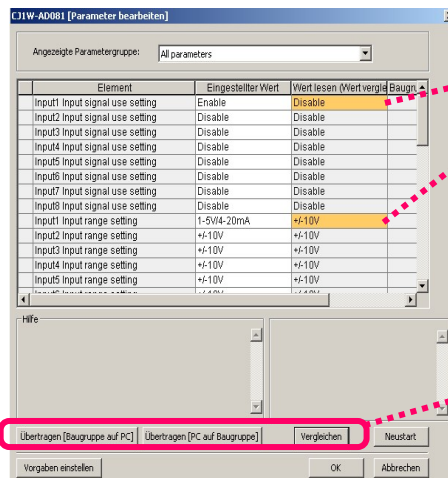 CJ1W-AD081 [Parameter bearbeiten]
Angezeigte Parametergruppe: All parameters
Element Eingestellter Wert Wert lesen (Wert vergle Baugru
Input1 Input signal use setting Enable Disable
Input2 Input signal use setting Disable Disable
Input3 Input signal use setting Disable Disable
Input4 Input signal use setting Disable Disable
Input5 Input signal use setting Disable Disable
Input6 Input signal use setting Disable Disable
Input7 Input signal use setting Disable Disable
Input8 Input signal use setting Disable Disable
Input1 Input range setting 1-5V/4-20mA +/-10V
Input2 Input range setting +/-10V +/-10V
Input3 Input range setting +/-10V +/-10V
Input4 Input range setting +/-10V +/-10V
Input5 Input range setting +/-10V +/-10V
Hilfe
Übertragen [Baugruppe auf PC] Übertragen [PC auf Baugruppe] Vergleichen Neustart
Vorgaben einstellen OK Abbrechen